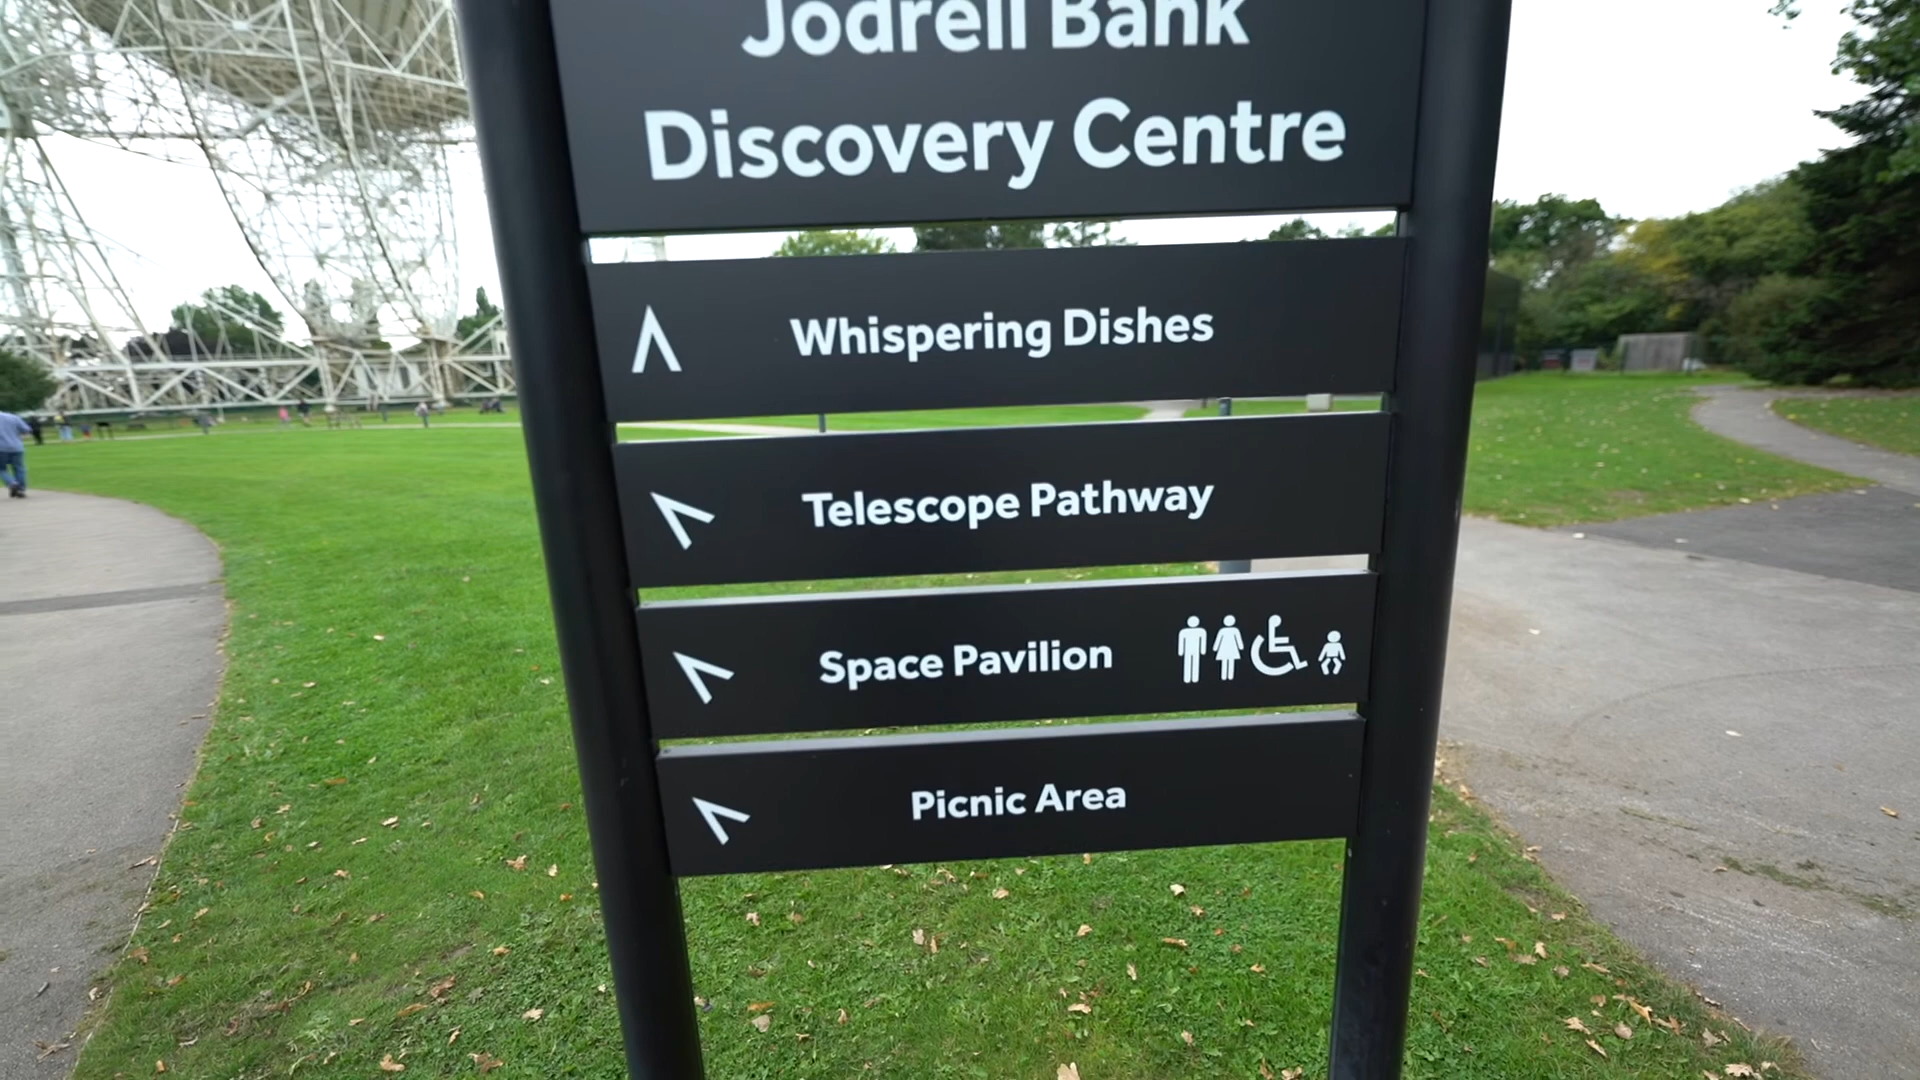 Jodrell Bank
Discovery Centre
Whispering Dishes
Telescope Pathway
Space Pavilion
Picnic Area